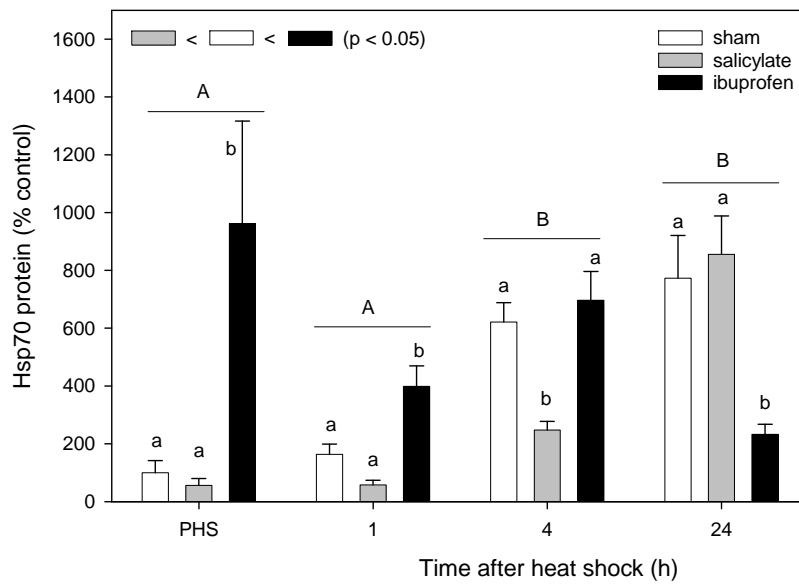 < < (p < 0.05)
sham
salicylate
ibuprofen
Hsp70 protein (% control)
1600
1400
1200
1000
800
600
400
200
0
A
b
a
a
A
b
a
a
B
a
a
b
B
a
a
b
PHS
1
4
24
Time after heat shock (h)